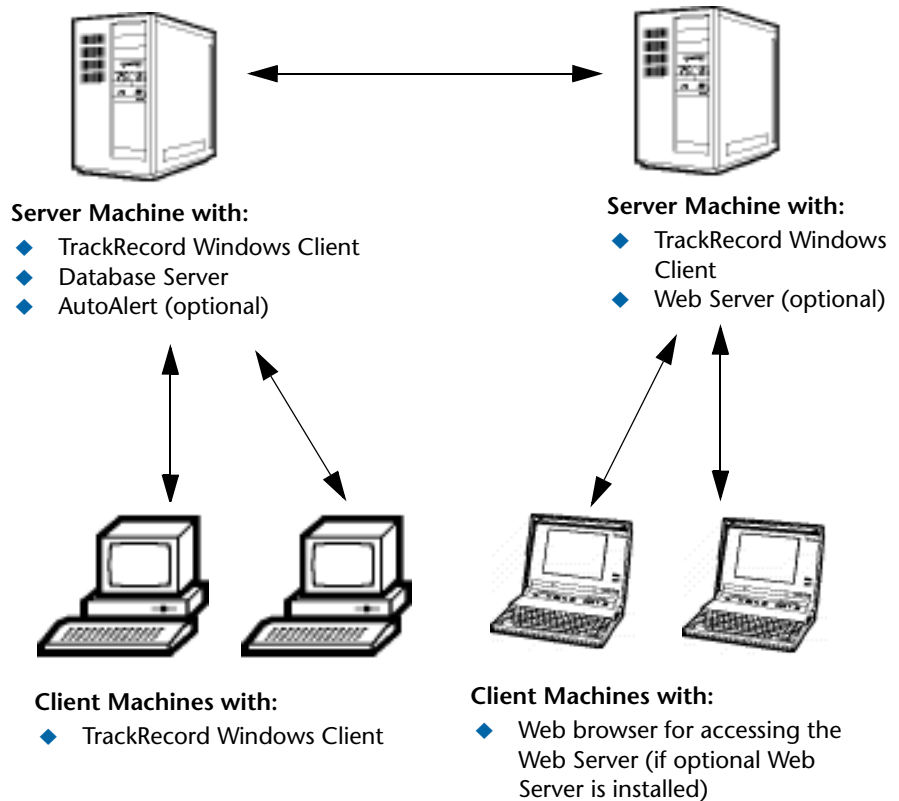 Server Machine with:
◆ TrackRecord Windows Client
◆ Database Server
◆ AutoAlert (optional)
Server Machine with:
◆ TrackRecord Windows
Client
◆ Web Server (optional)
Client Machines with:
◆ TrackRecord Windows Client
Client Machines with:
◆ Web browser for accessing the
Web Server (if optional Web
Server is installed)